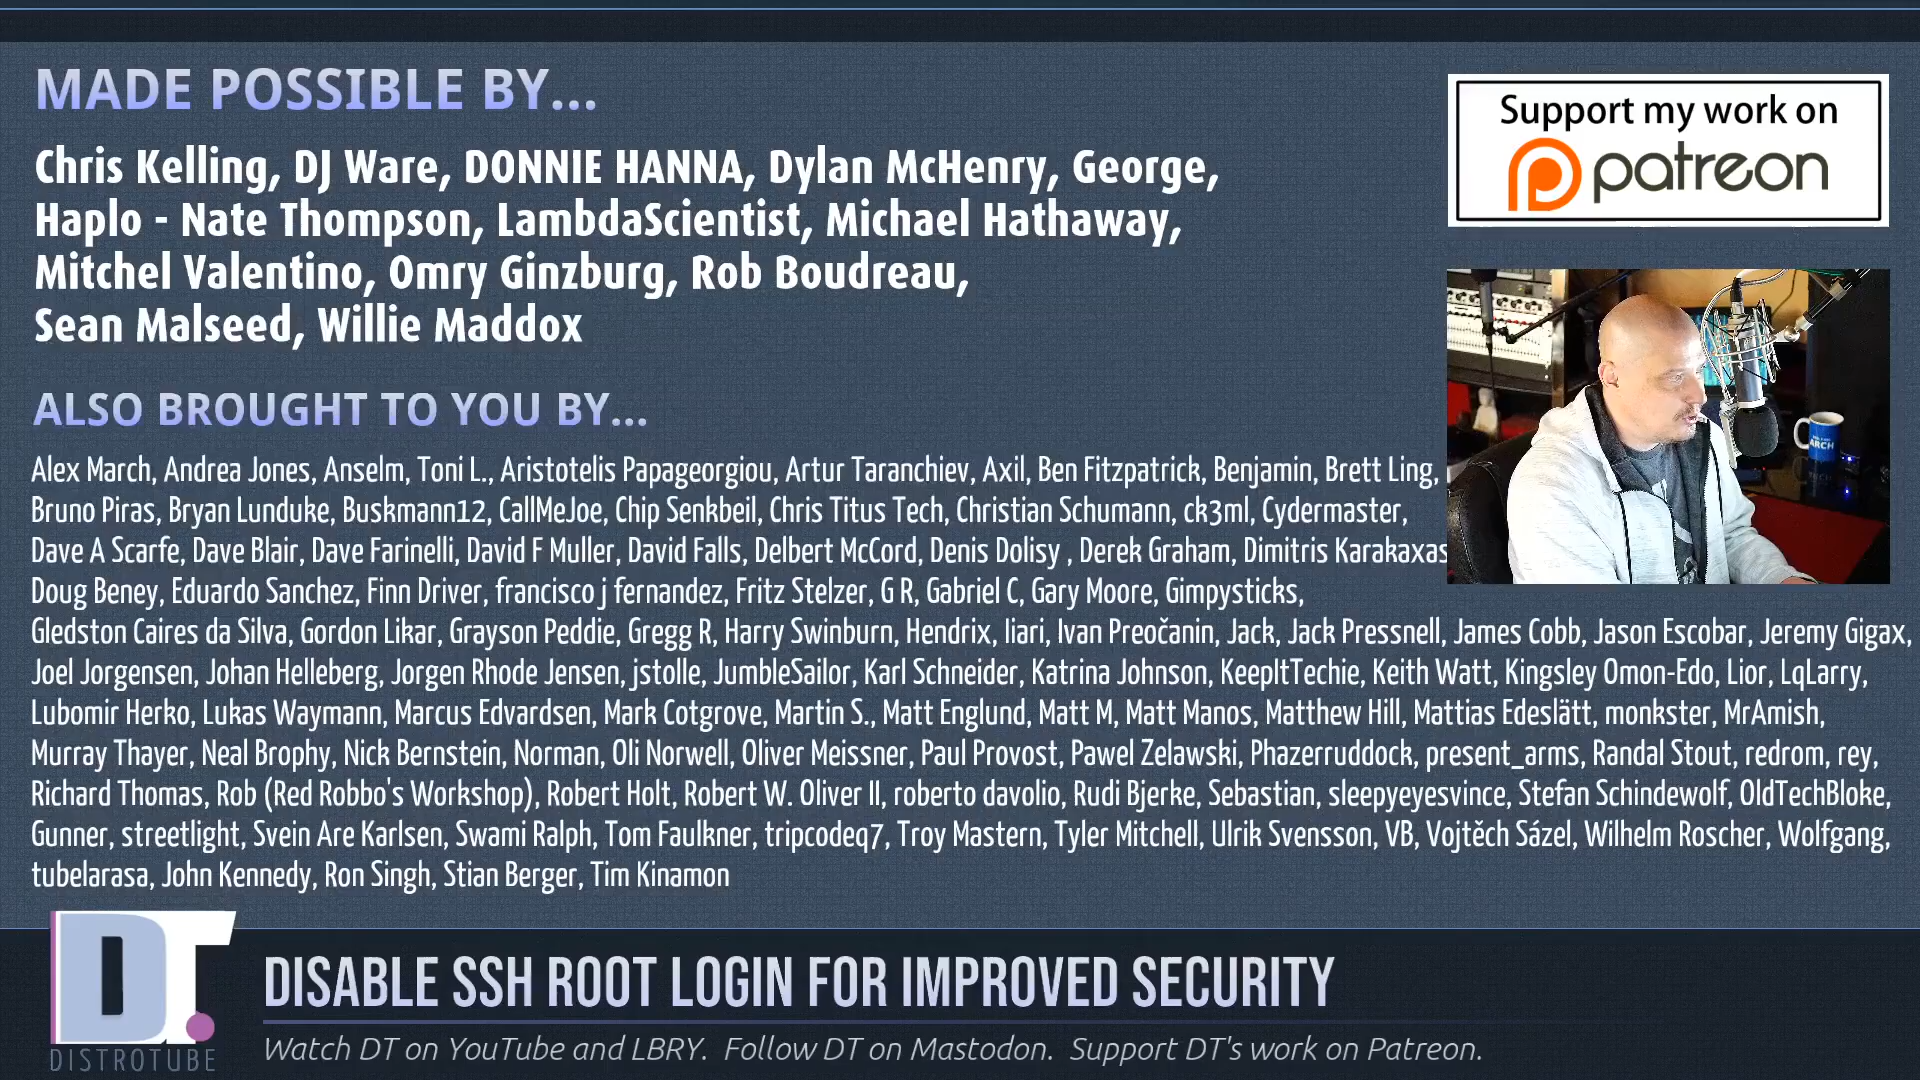 MADE POSSIBLE BY...
Chris Kelling, DJ Ware, DONNIE HANNA, Dylan McHenry, George,
Haplo - Nate Thompson, LambdaScientist, Michael Hathaway,
Mitchel Valentino, Omry Ginzburg, Rob Boudreau,
Sean Malseed, Willie Maddox
Support my work on
patreon
ARCH
ALSO BROUGHT TO YOU BY...
Alex March, Andrea Jones, Anselm, Toni L., Aristotelis Papageorgiou, Artur Taranchiev, Axil, Ben Fitzpatrick, Benjamin, Brett Ling,
Bruno Piras, Bryan Lunduke, Buskmann12, CallMeJoe, Chip Senkbeil, Chris Titus Tech, Christian Schumann, ck3ml, Cydermaster,
Dave A Scarfe, Dave Blair, Dave Farinelli, David F Muller, David Falls, Delbert McCord, Denis Dolisy , Derek Graham, Dimitris Karakaxas
Doug Beney, Eduardo Sanchez, Finn Driver, francisco j fernandez, Fritz Stelzer, G R, Gabriel C, Gary Moore, Gimpysticks,
Gledston Caires da Silva, Gordon Likar, Grayson Peddie, Gregg R, Harry Swinburn, Hendrix, Iiari, Ivan Preočanin, Jack, Jack Pressnell, James Cobb, Jason Escobar, Jeremy Gigax,
Joel Jorgensen, Johan Helleberg, Jorgen Rhode Jensen, jstolle, JumbleSailor, Karl Schneider, Katrina Johnson, KeepItTechie, Keith Watt, Kingsley Omon-Edo, Lior, LqLarry,
Lubomir Herko, Lukas Waymann, Marcus Edvardsen, Mark Cotgrove, Martin S., Matt Englund, Matt M, Matt Manos, Matthew Hill, Mattias Edeslätt, monkster, MrAmish,
Murray Thayer, Neal Brophy, Nick Bernstein, Norman, Oli Norwell, Oliver Meissner, Paul Provost, Pawel Zelawski, Phazerruddock, present_arms, Randal Stout, redrom, rey,
Richard Thomas, Rob (Red Robbo's Workshop), Robert Holt, Robert W. Oliver II, roberto davolio, Rudi Bjerke, Sebastian, sleepyeyesvince, Stefan Schindewolf, OldTechBloke,
Gunner, streetlight, Svein Are Karlsen, Swami Ralph, Tom Faulkner, tripcodeq7, Troy Mastern, Tyler Mitchell, Ulrik Svensson, VB, Vojtěch Sázel, Wilhelm Roscher, Wolfgang,
tubelarasa, John Kennedy, Ron Singh, Stian Berger, Tim Kinamon
DT
DISTROTUBE
DISABLE SSH ROOT LOGIN FOR IMPROVED SECURITY
Watch DT on YouTube and LBRY. Follow DT on Mastodon. Support DT's work on Patreon.